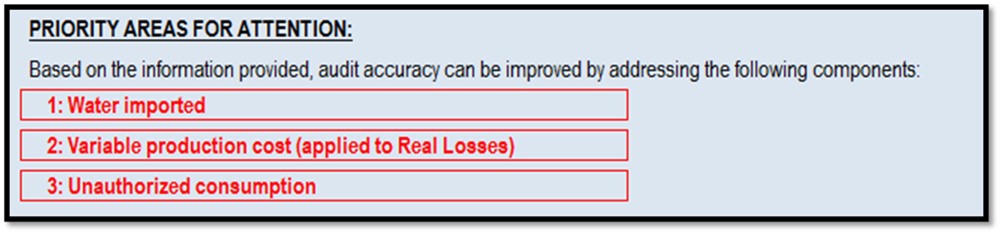 PRIORITY AREAS FOR ATTENTION:
Based on the information provided, audit accuracy can be improved by addressing the following components:
1: Water imported
2: Variable production cost (applied to Real Losses)
3: Unauthorized consumption